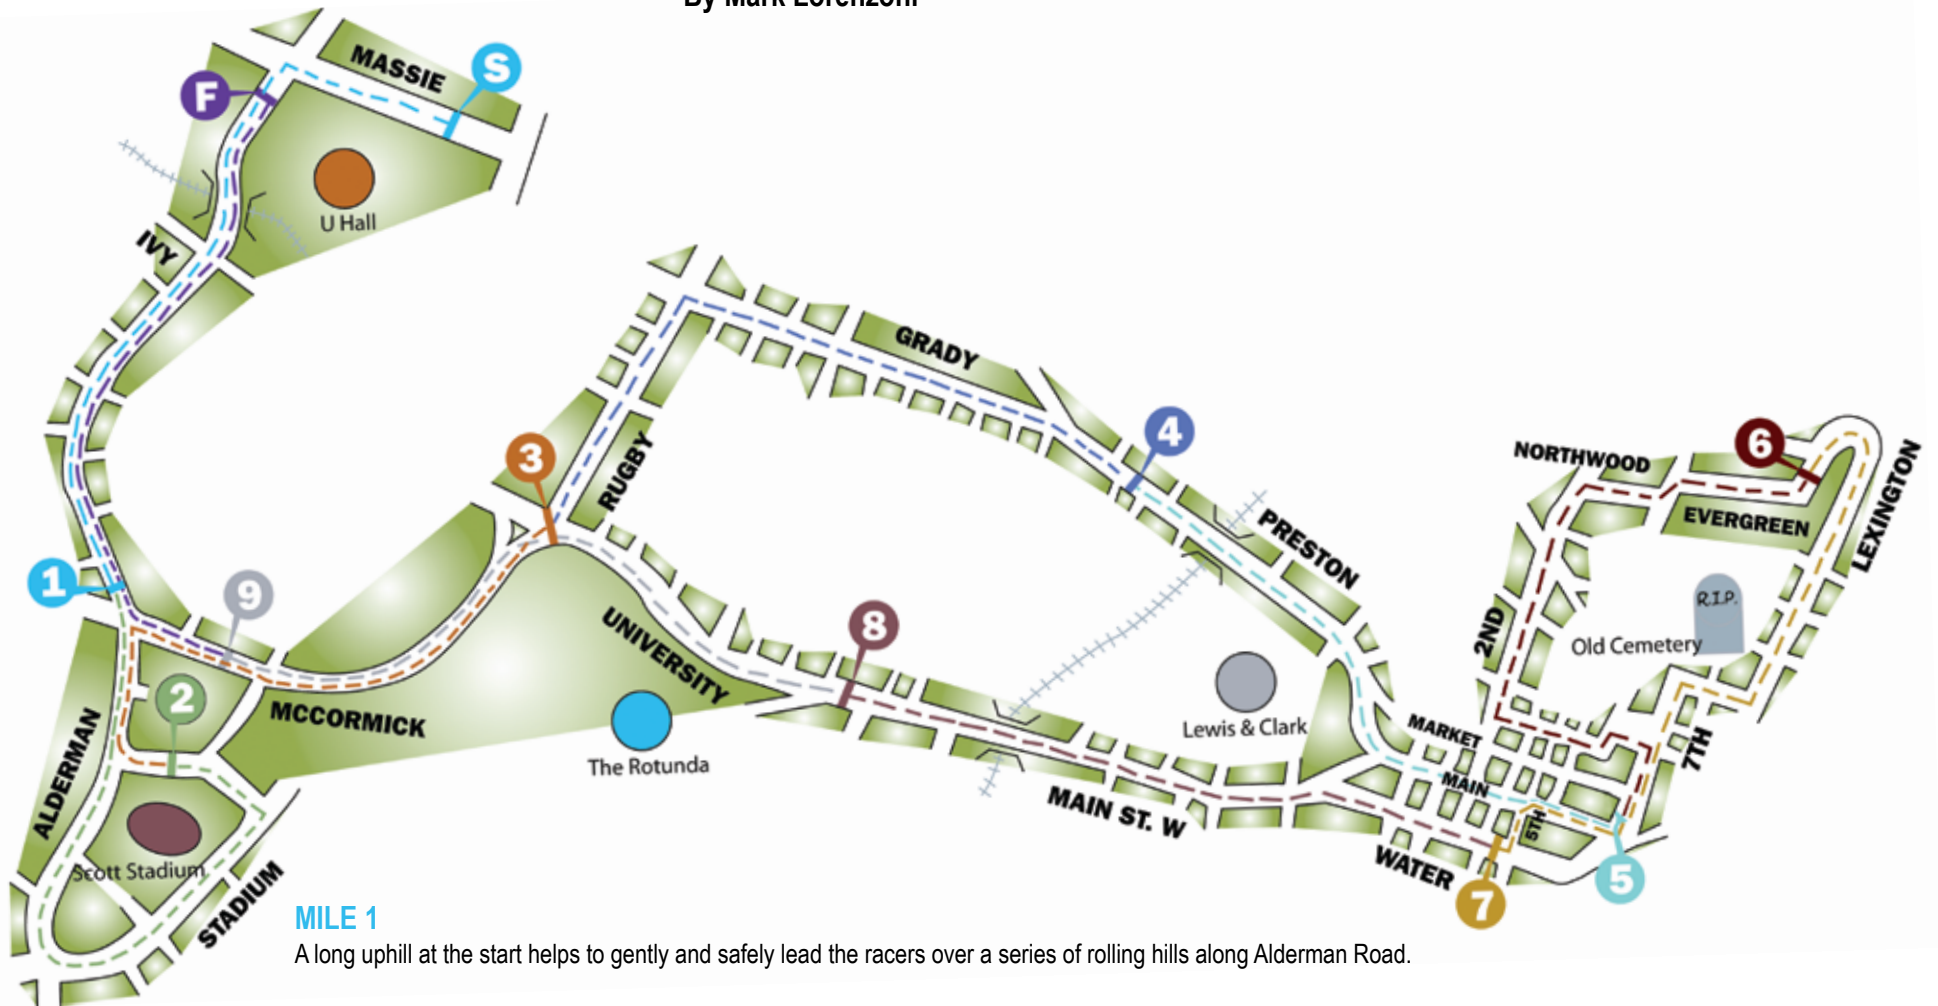 By Mark Lorenzoni
MASSIE
S
F
U Hall
IVY
GRADY
4
3
RUGBY
NORTHWOOD
6
LEXINGTON
EVERGREEN
PRESTON
1
9
R.I.P.
2ND
Old Cemetery
UNIVERSITY
8
2
MCCORMICK
Lewis & Clark
MARKET
7TH
ALDERMAN
The Rotunda
MAIN
MAIN ST. W
5TH
Scott Stadium
WATER
5
7
STADIUM
MILE 1
A long uphill at the start helps to gently and safely lead the racers over a series of rolling hills along Alderman Road.